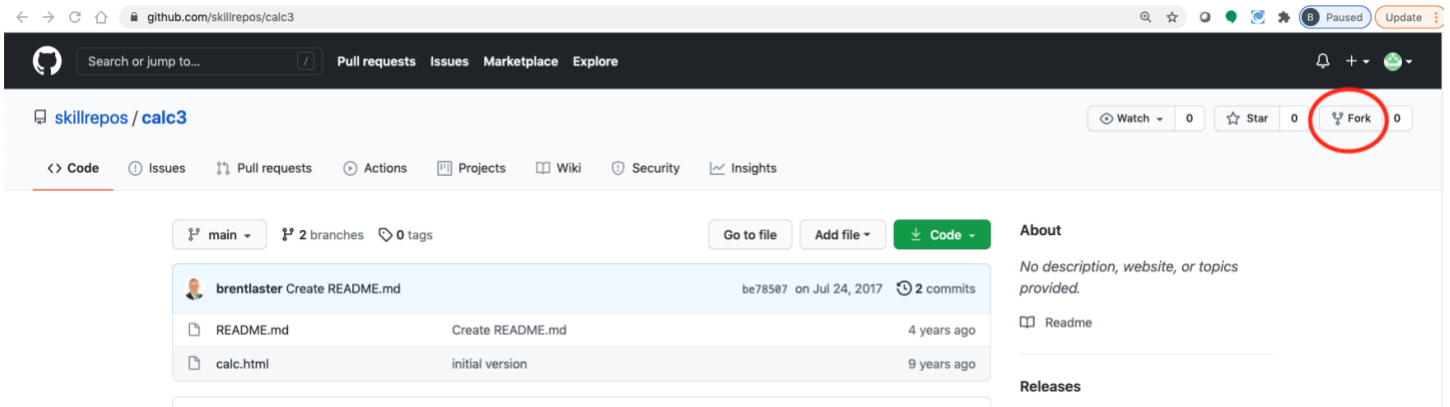 github.com/skillrepos/calc3 B Paused Update
Search or jump to... / Pull requests Issues Marketplace Explore
skillrepos / calc3 Watch 0 Star 0 Fork 0
<> Code Issues Pull requests Actions Projects Wiki Security Insights
main 2 branches 0 tags Go to file Add file Code About
No description, website, or topics
provided.
brentlaster Create README.md be78507 on Jul 24, 2017 2 commits
Readme
README.md Create README.md 4 years ago
calc.html initial version 9 years ago
Releases